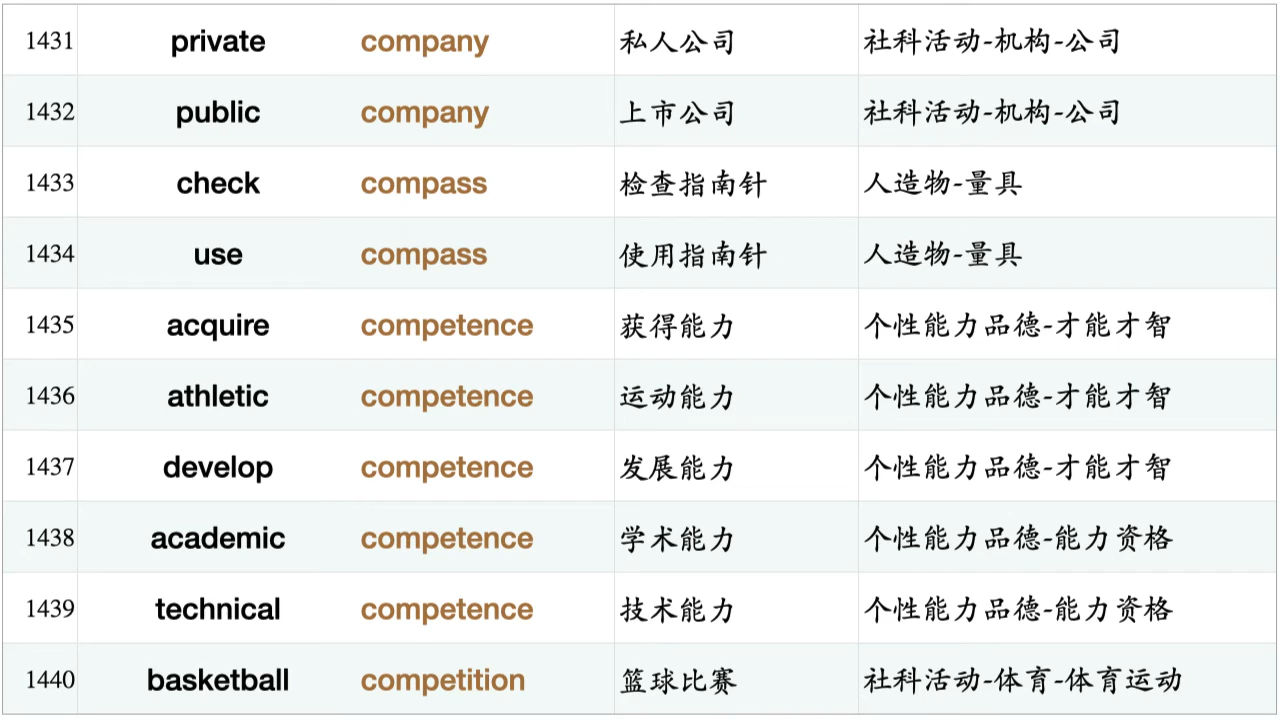 1431 private company 私人公司 社科活动-机构-公司
1432 public company 上市公司 社科活动-机构-公司
1433 check compass 检查指南针 人造物-量具
1434 use compass 使用指南针 人造物-量具
1435 acquire competence 获得能力 个性能力品德-才能才智
1436 athletic competence 运动能力 个性能力品德-才能才智
1437 develop competence 发展能力 个性能力品德-才能才智
1438 academic competence 学术能力 个性能力品德-能力资格
1439 technical competence 技术能力 个性能力品德-能力资格
1440 basketball competition 篮球比赛 社科活动-体育-体育运动